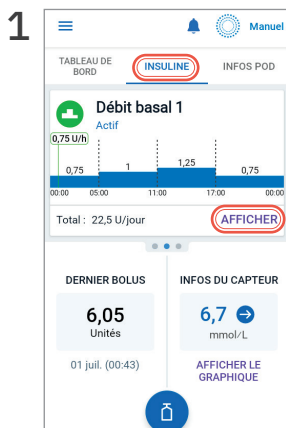 1
Manuel
TABLEAU DE
BORD
INSULINE
INFOS POD
Débit basal 1
Actif
0,75 U/h
0,75
1
1,25
0,75
00:00 05:00 11:00 17:00 00:00
Total : 22,5 U/jour
AFFICHER
DERNIER BOLUS
INFOS DU CAPTEUR
6,05
Unités
6,7
mmol/L
01 juil. (00:43)
AFFICHER LE
GRAPHIQUE